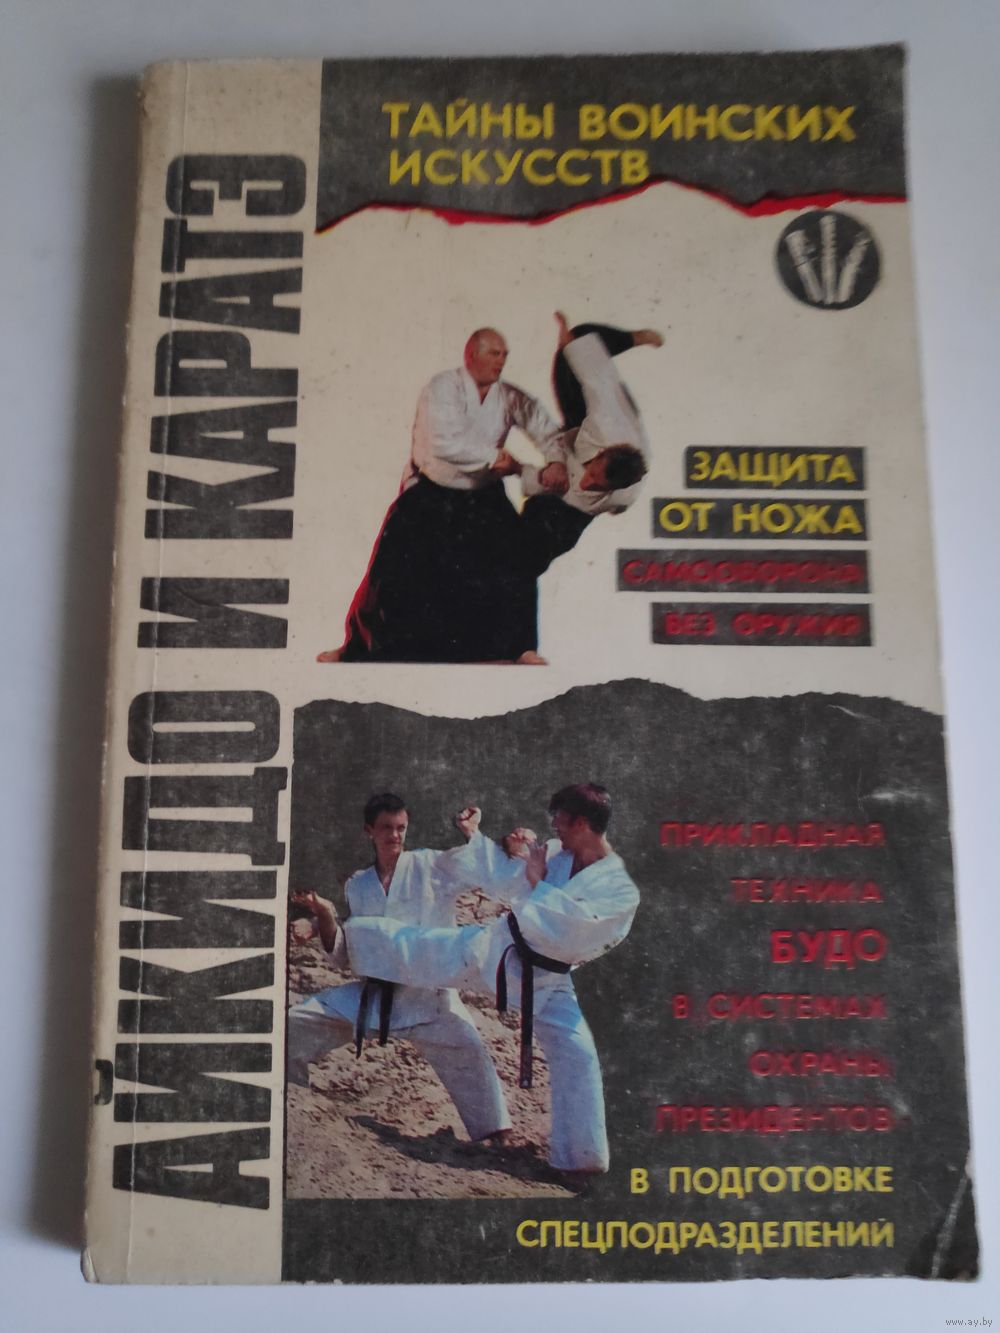 ТАЙНЫ ВОИНСКИХ
ИСКУССТВ
АЙКИДО И КАРАТЭ
ЗАЩИТА
ОТ НОЖА
САМООБОРОНА
БЕЗ ОРУЖИЯ
ПРИКЛАДНАЯ
ТЕХНИКА
БУДО
В СИСТЕМАХ
ОХРАНЫ
ПРЕЗИДЕНТОВ
В ПОДГОТОВКЕ
СПЕЦПОДРАЗДЕЛЕНИЙ
www.ay.by